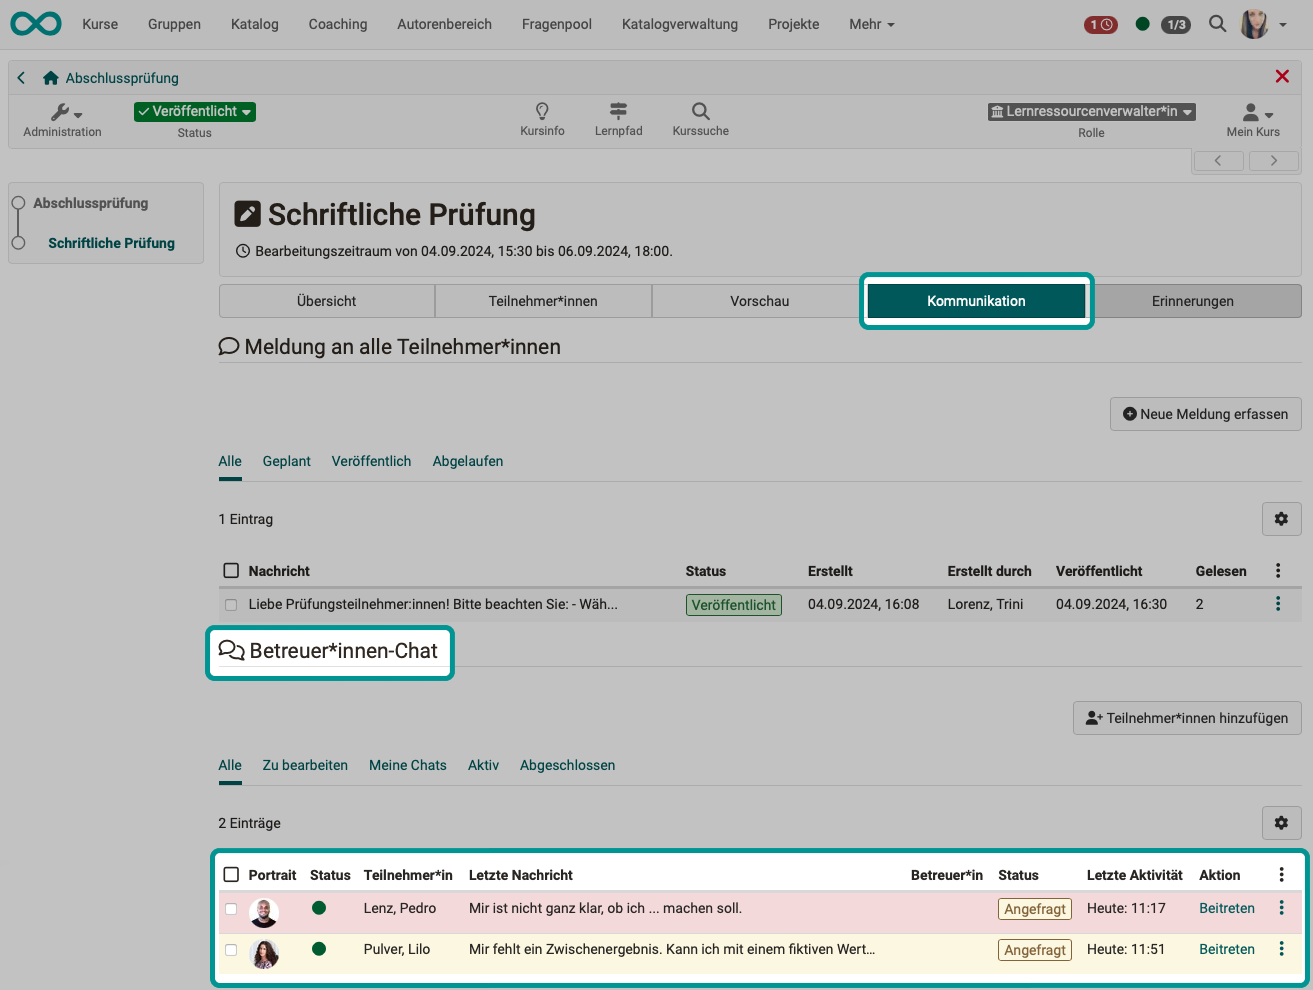 Kurse Gruppen Katalog Coaching Autorenbereich Fragenpool Katalogverwaltung Projekte Mehr 1 1/3
Abschlussprüfung
Veröffentlicht Lernressourcenverwalter*in
Administration Status Kursinfo Lernpfad Kurssuche Rolle Mein Kurs
Abschlussprüfung
Schriftliche Prüfung
Schriftliche Prüfung
Bearbeitungszeitraum von 04.09.2024, 15:30 bis 06.09.2024, 18:00.
Übersicht Teilnehmer*innen Vorschau Kommunikation Erinnerungen
Meldung an alle Teilnehmer*innen
Neue Meldung erfassen
Alle Geplant Veröffentlich Abgelaufen
1 Eintrag
Nachricht Status Erstellt Erstellt durch Veröffentlicht Gelesen
Liebe Prüfungsteilnehmer:innen! Bitte beachten Sie: - Wäh... Veröffentlicht 04.09.2024, 16:08 Lorenz, Trini 04.09.2024, 16:30 2
Betreuer*innen-Chat
Teilnehmer*innen hinzufügen
Alle Zu bearbeiten Meine Chats Aktiv Abgeschlossen
2 Einträge
Portrait Status Teilnehmer*in Letzte Nachricht Betreuer*in Status Letzte Aktivität Aktion
Lenz, Pedro Mir ist nicht ganz klar, ob ich ... machen soll. Angefragt Heute: 11:17 Beitreten
Pulver, Lilo Mir fehlt ein Zwischenergebnis. Kann ich mit einem fiktiven Wert... Angefragt Heute: 11:51 Beitreten